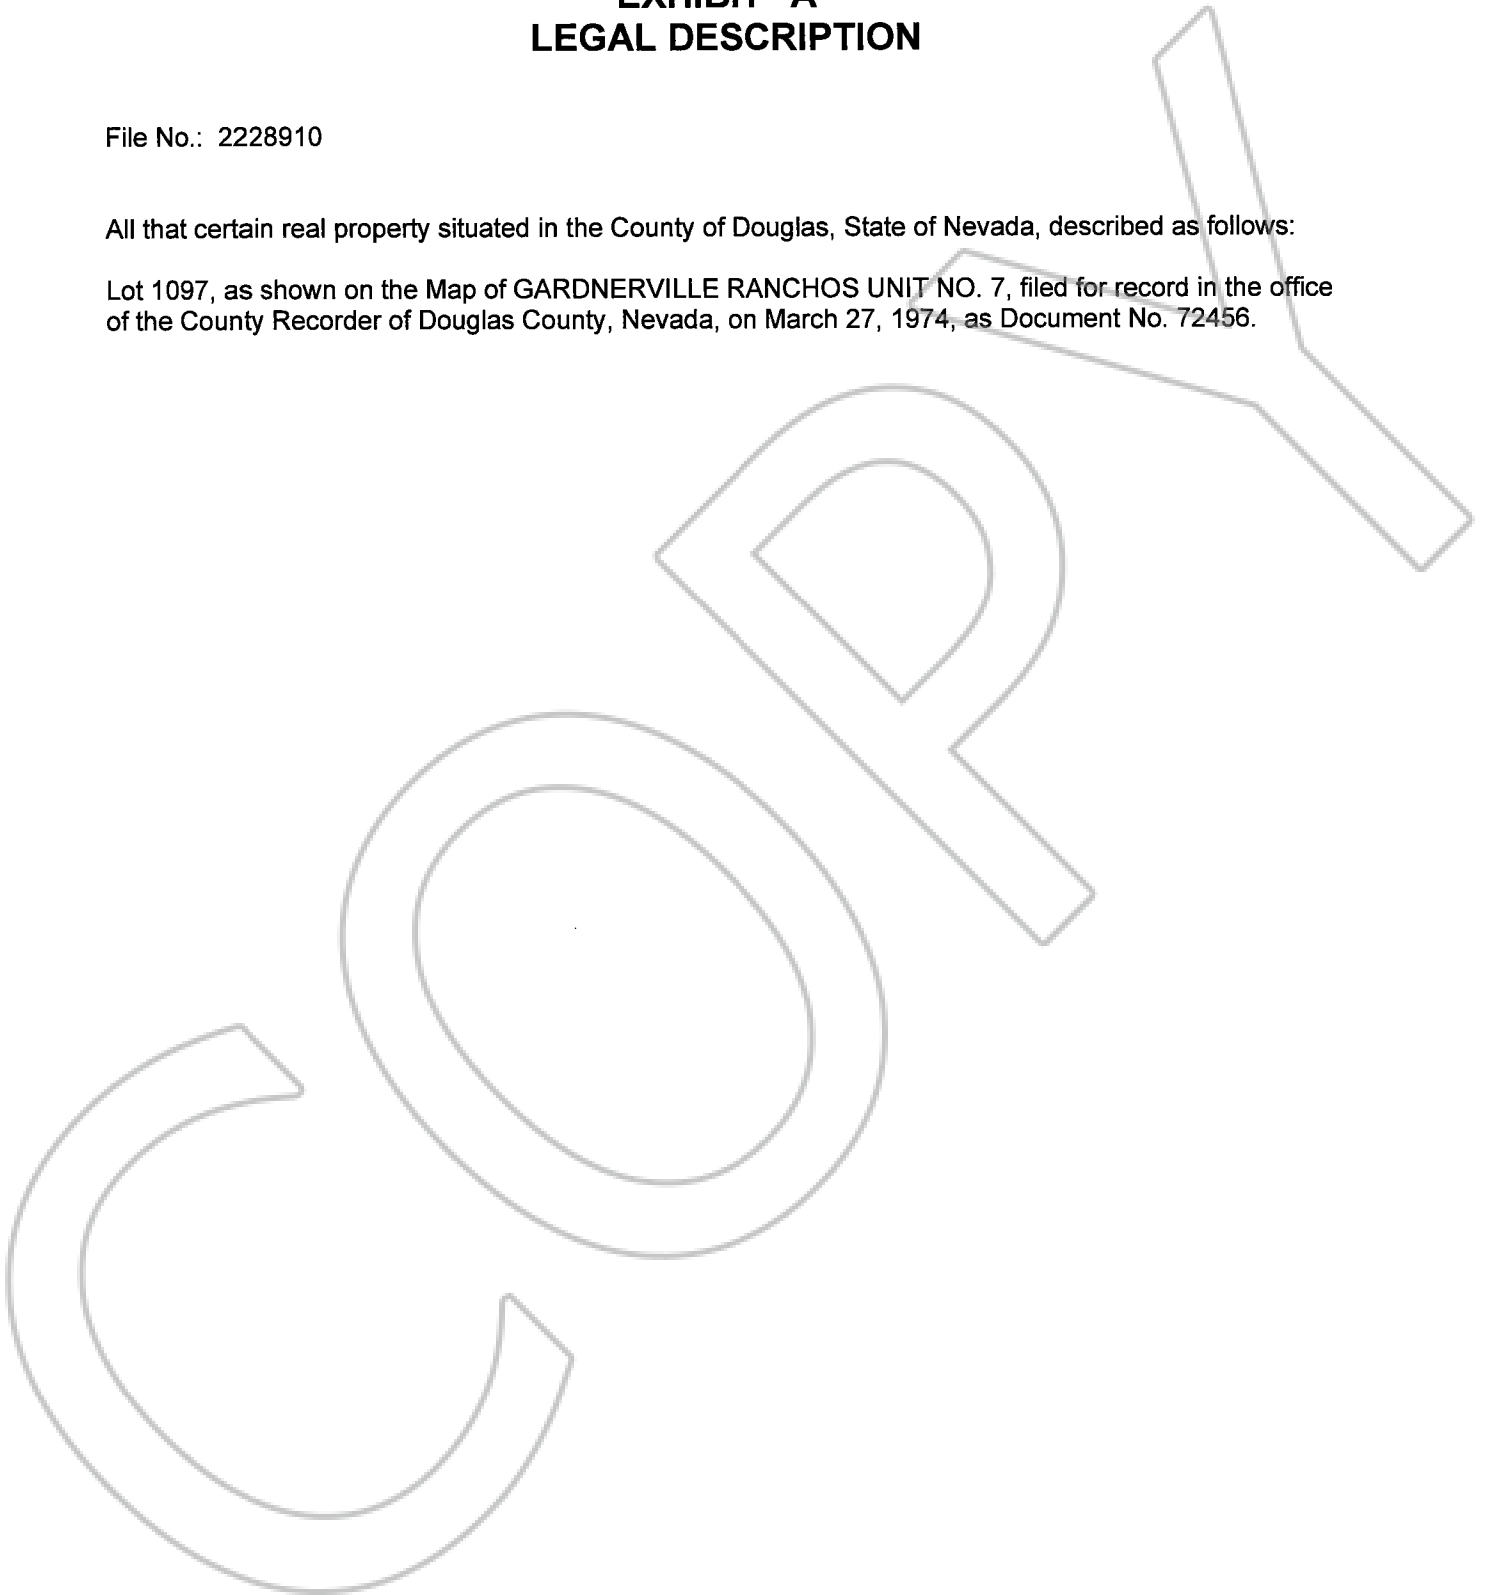 EXHIBIT "A"
LEGAL DESCRIPTION
File No.: 2228910
All that certain real property situated in the County of Douglas, State of Nevada, described as follows:
Lot 1097, as shown on the Map of GARDNERVILLE RANCHOS UNIT NO. 7, filed for record in the office
of the County Recorder of Douglas County, Nevada, on March 27, 1974, as Document No. 72456.
COPY